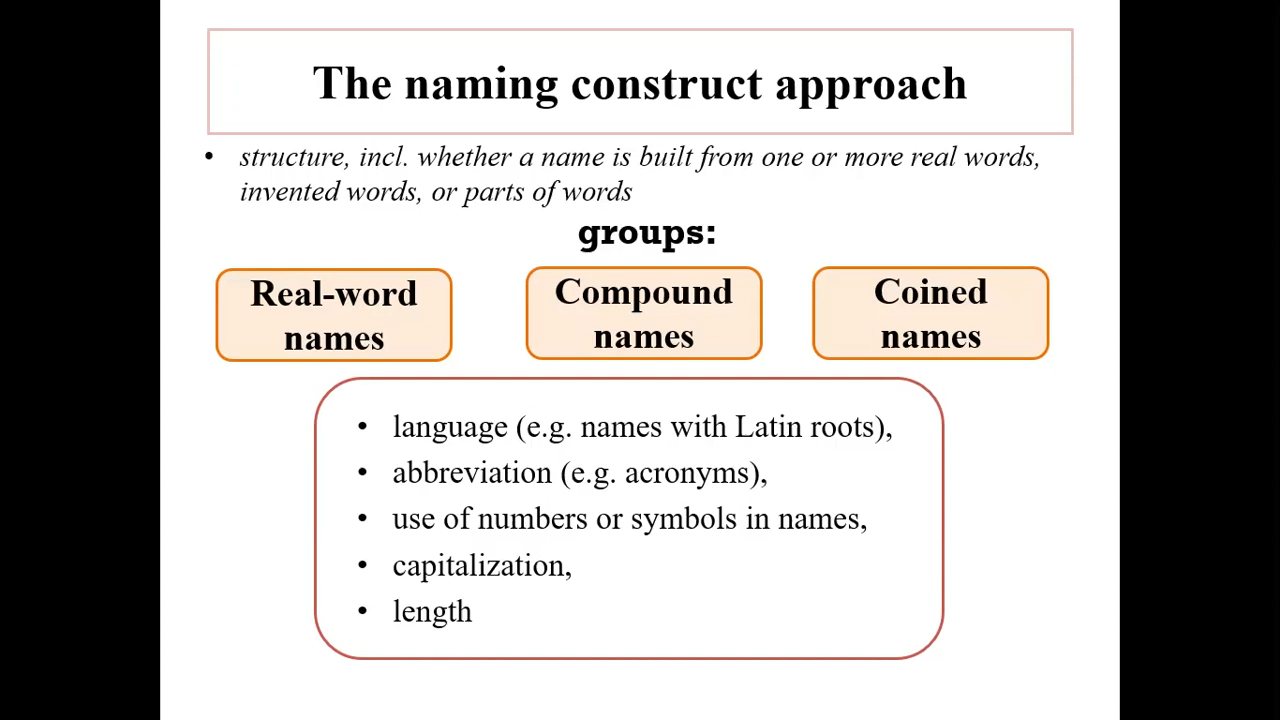 The naming construct approach
• structure, incl. whether a name is built from one or more real words,
invented words, or parts of words
groups:
Real-word
names
Compound
names
Coined
names
• language (e.g. names with Latin roots),
• abbreviation (e.g. acronyms),
• use of numbers or symbols in names,
• capitalization,
• length